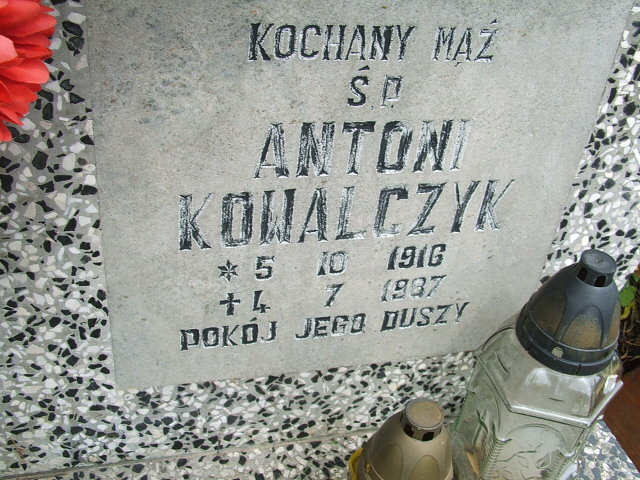 KOCHANY MĄŻ
ŚP
ANTONI
KOWALCZYK
* 5 10 1916
† 4 7 1987
POKÓJ JEGO DUSZY